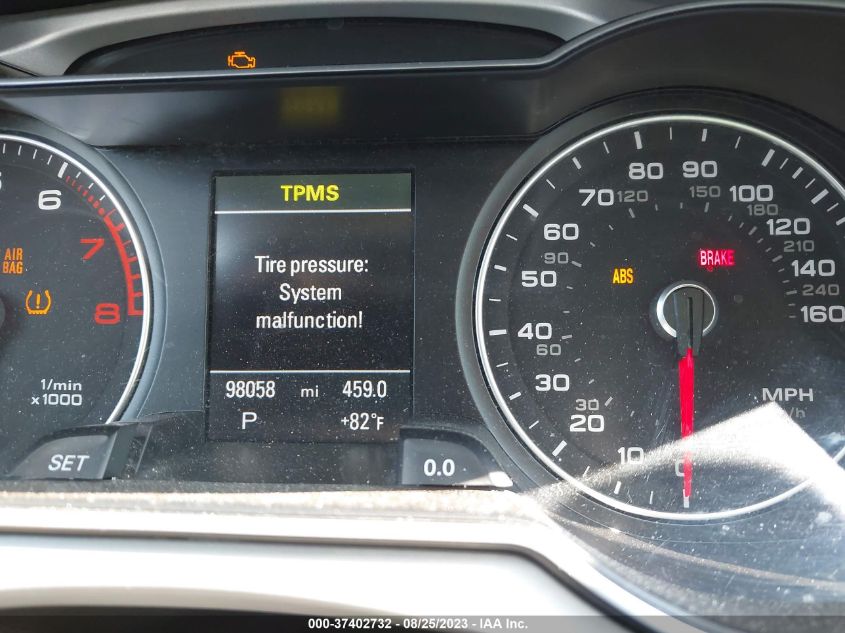 TPMS
Tire pressure:
System
malfunction!
98058 mi 459.0
P +82°F
6
7
8
AIR
BAG
1/min
x1000
SET
0.0
0
10
20
30
40
50
60
70
80
90
100
120
140
160
30
60
90
120
150
180
210
240
ABS
BRAKE
MPH
/h
000-37402732 - 08/25/2023 - IAA Inc.